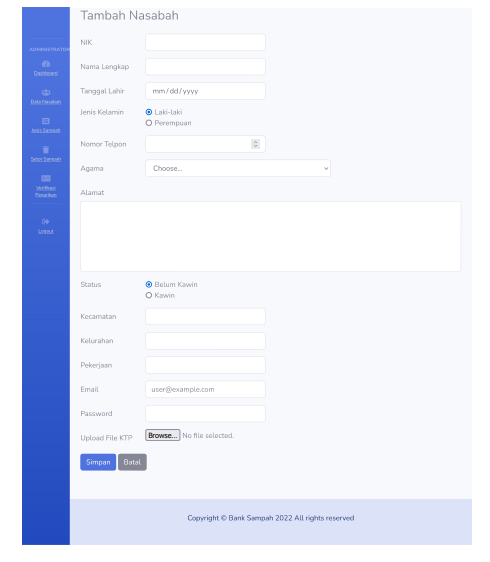 Tambah Nasabah
ADMINISTRATOR
Dashboard
Data Nasabah
Jenis Sampah
Setor Sampah
Verifikasi
Penarikan
Logout
NIK
Nama Lengkap
Tanggal Lahir
mm/dd/yyyy
Jenis Kelamin
Laki-laki
Perempuan
Nomor Telpon
Agama
Choose...
Alamat
Status
Belum Kawin
Kawin
Kecamatan
Kelurahan
Pekerjaan
Email
user@example.com
Password
Upload File KTP
Browse... No file selected.
Simpan
Batal
Copyright © Bank Sampah 2022 All rights reserved